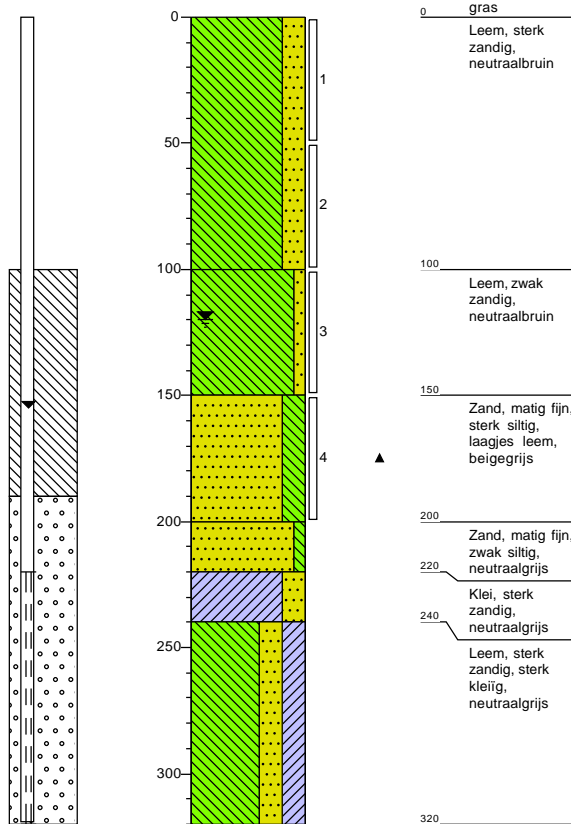 0
50
100
150
200
250
300
1
2
3
4
0
gras
Leem, sterk
zandig,
neutraalbruin
100
Leem, zwak
zandig,
neutraalbruin
150
Zand, matig fijn,
sterk siltig,
laagjes leem,
beigegrijs
200
Zand, matig fijn,
zwak siltig,
neutraalgrijs
220
Klei, sterk
zandig,
neutraalgrijs
240
Leem, sterk
zandig, sterk
kleiïg,
neutraalgrijs
320